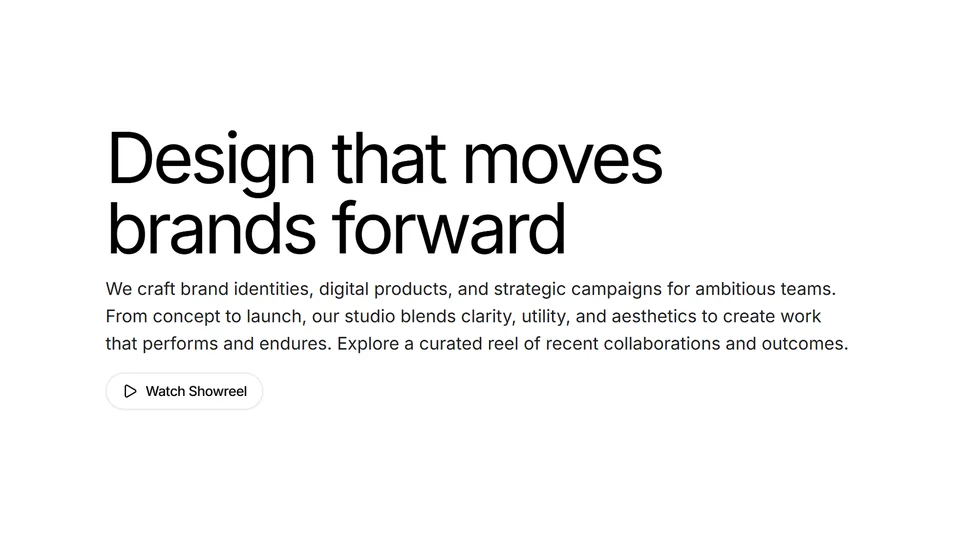 Design that moves
brands forward
We craft brand identities, digital products, and strategic campaigns for ambitious teams.
From concept to launch, our studio blends clarity, utility, and aesthetics to create work
that performs and endures. Explore a curated reel of recent collaborations and outcomes.
Watch Showreel